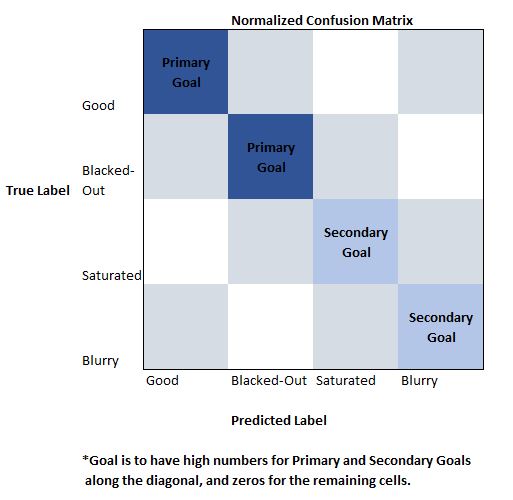 Normalized Confusion Matrix
Primary
Goal
Good
Primary
Goal
Blacked-
Out
True Label
Secondary
Goal
Saturated
Secondary
Goal
Blurry
Good Blacked-Out Saturated Blurry
Predicted Label
*Goal is to have high numbers for Primary and Secondary Goals
along the diagonal, and zeros for the remaining cells.